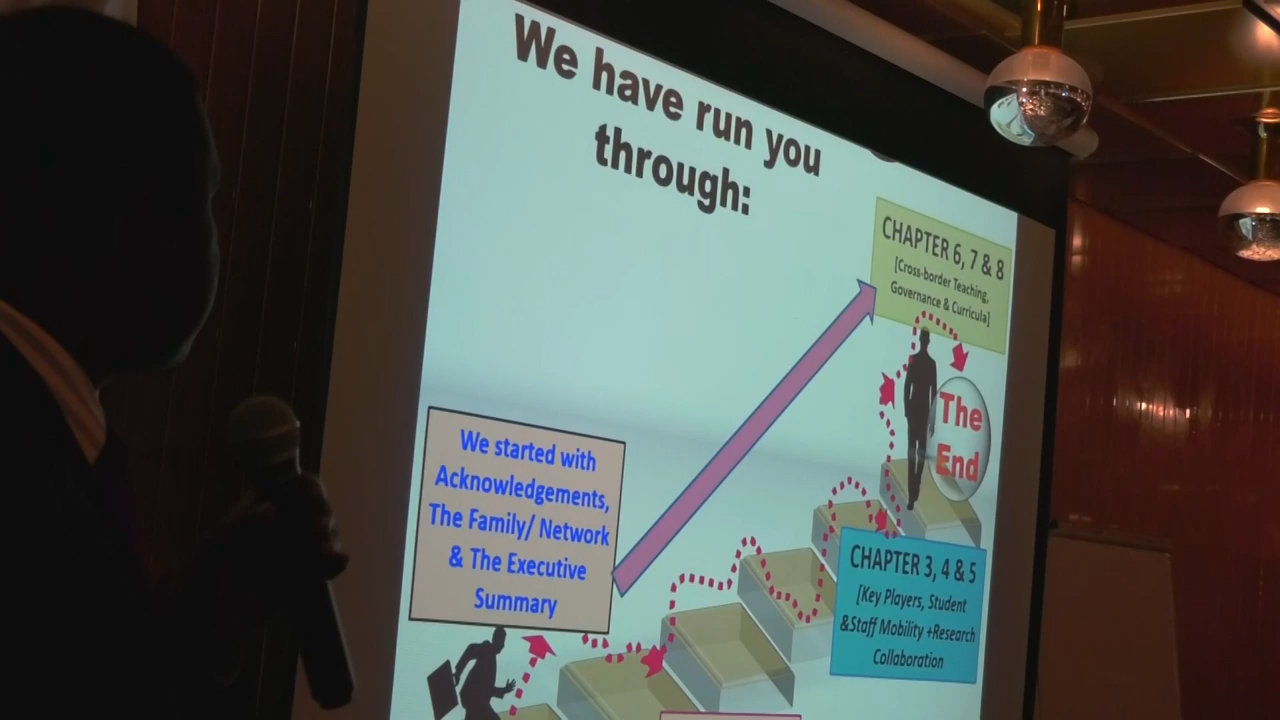 We have run you
through:
CHAPTER 6, 7 & 8
[Cross-border Teaching,
Governance & Curricula]
The
End
We started with
Acknowledgements,
The Family/ Network
& The Executive
Summary
CHAPTER 3, 4 & 5
[Key Players, Student
&Staff Mobility +Research
Collaboration